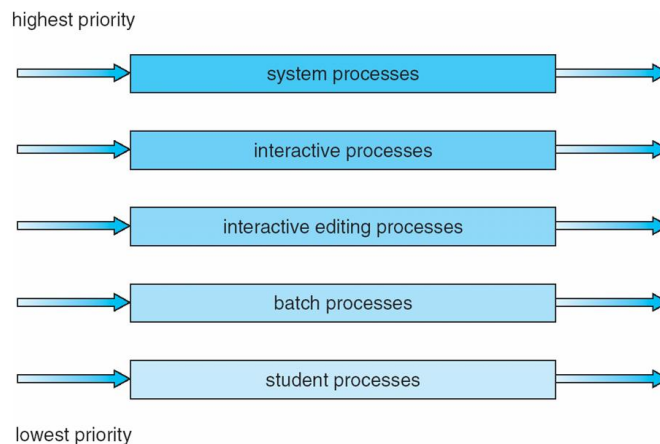 highest priority
system processes
interactive processes
interactive editing processes
batch processes
student processes
lowest priority